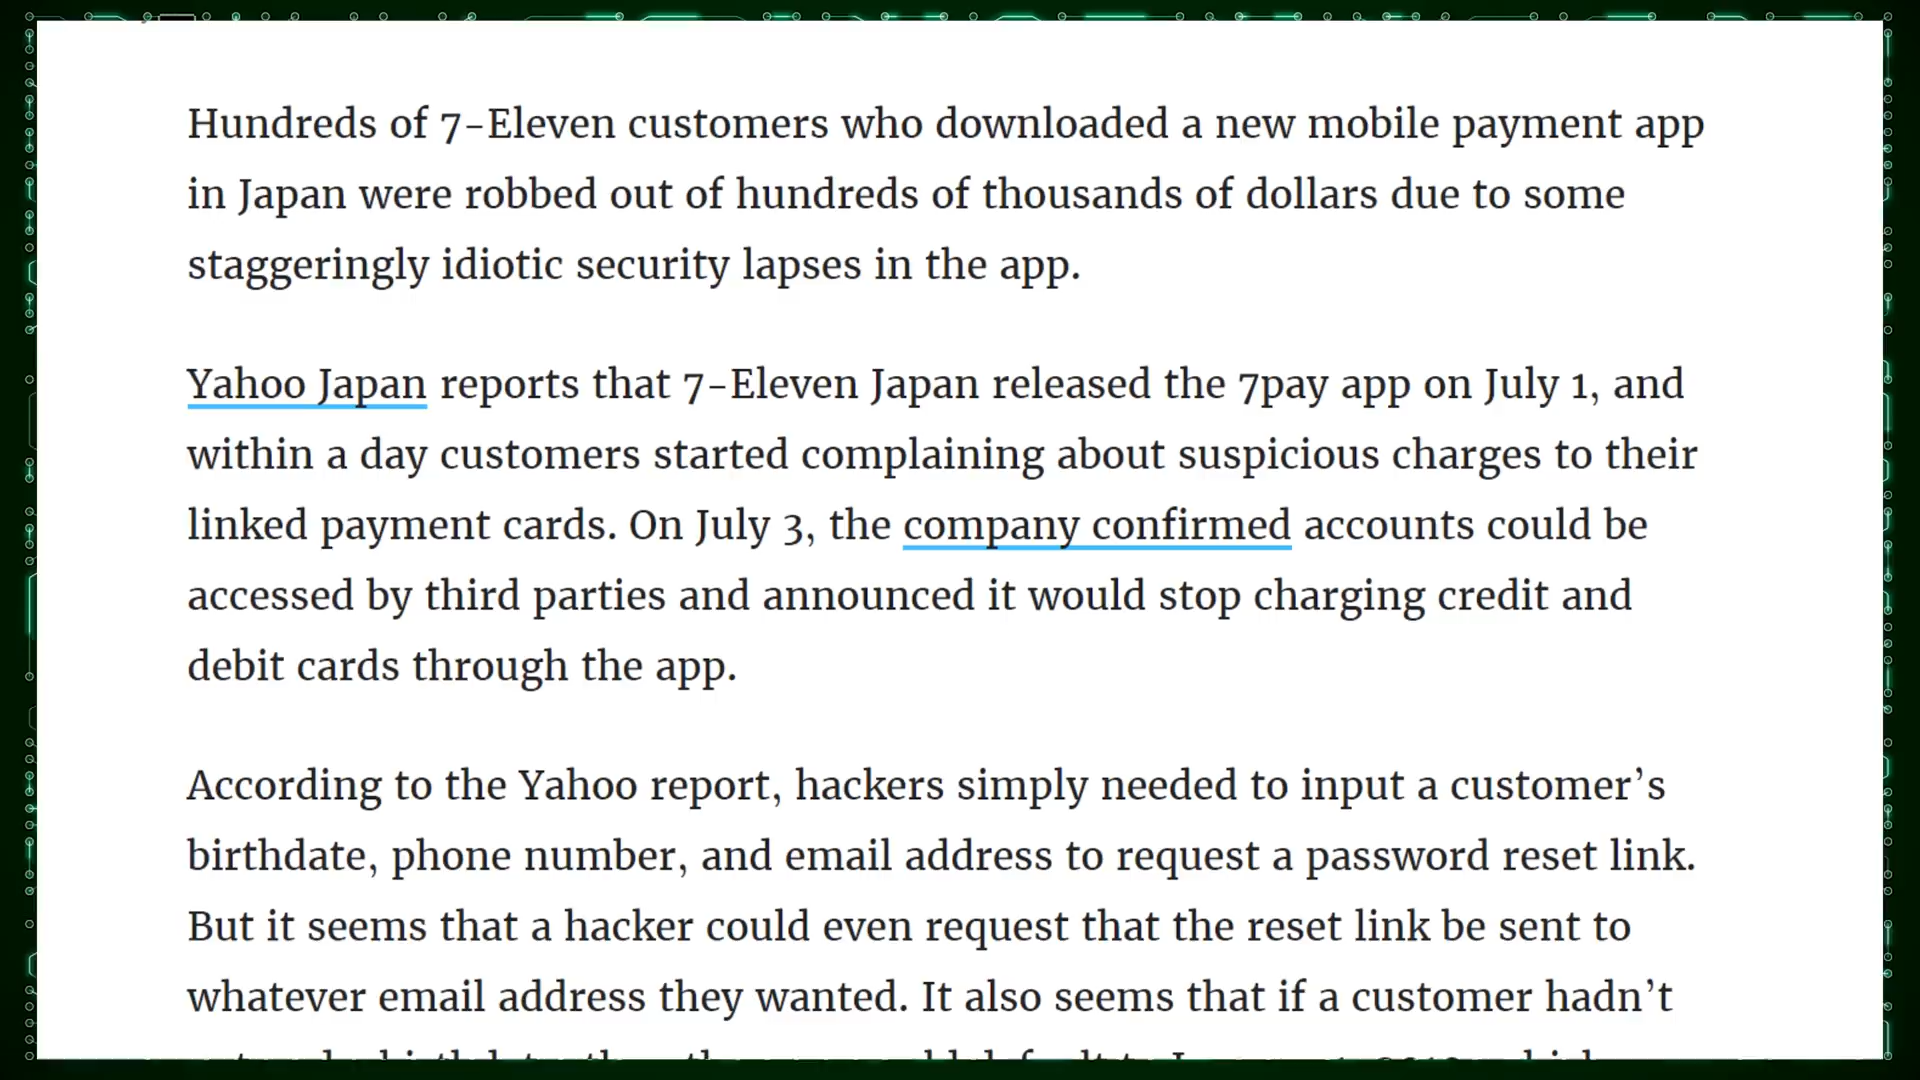 Hundreds of 7-Eleven customers who downloaded a new mobile payment app
in Japan were robbed out of hundreds of thousands of dollars due to some
staggeringly idiotic security lapses in the app.
Yahoo Japan reports that 7-Eleven Japan released the 7pay app on July 1, and
within a day customers started complaining about suspicious charges to their
linked payment cards. On July 3, the company confirmed accounts could be
accessed by third parties and announced it would stop charging credit and
debit cards through the app.
According to the Yahoo report, hackers simply needed to input a customer’s
birthdate, phone number, and email address to request a password reset link.
But it seems that a hacker could even request that the reset link be sent to
whatever email address they wanted. It also seems that if a customer hadn’t